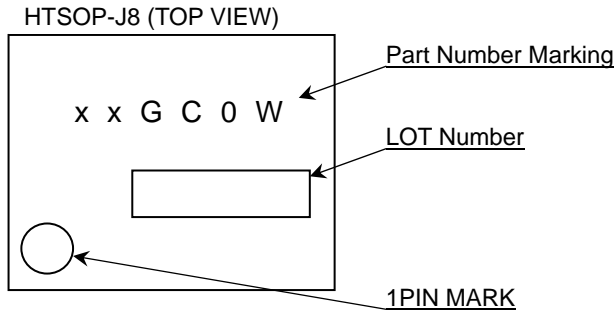 HTSOP-J8 (TOP VIEW)
Part Number Marking
x x G C 0 W
LOT Number
1PIN MARK